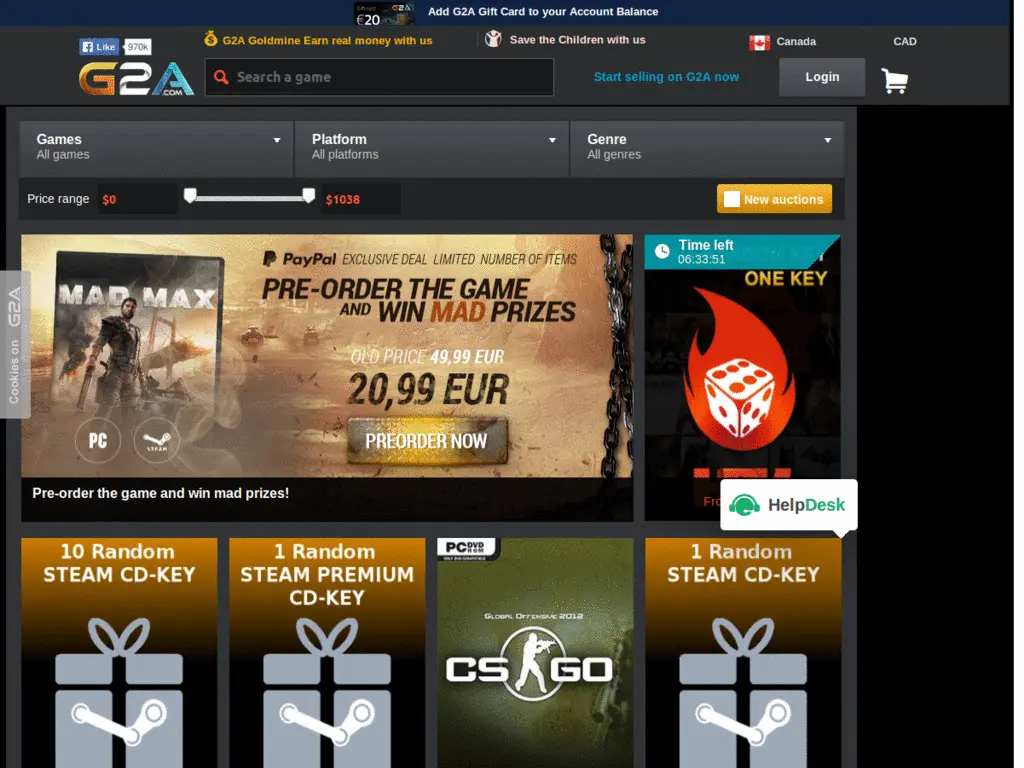 €20 G2A
Add G2A Gift Card to your Account Balance
Like 970k
G2A Goldmine Earn real money with us
Save the Children with us
Canada
CAD
G2A
.COM
Search a game
Start selling on G2A now
Login
Games
All games
Platform
All platforms
Genre
All genres
Price range
$0
$1038
New auctions
Cookies on G2A
MAD MAX
PC
STEAM
PayPal EXCLUSIVE DEAL LIMITED NUMBER OF ITEMS
PRE-ORDER THE GAME
AND WIN MAD PRIZES
OLD PRICE 49,99 EUR
20,99 EUR
PREORDER NOW
Pre-order the game and win mad prizes!
Time left
06:33:51
ONE KEY
HelpDesk
10 Random
STEAM CD-KEY
1 Random
STEAM PREMIUM
CD-KEY
PC DVD
ROM
GLOBAL OFFENSIVE 2012
CS GO
1 Random
STEAM CD-KEY